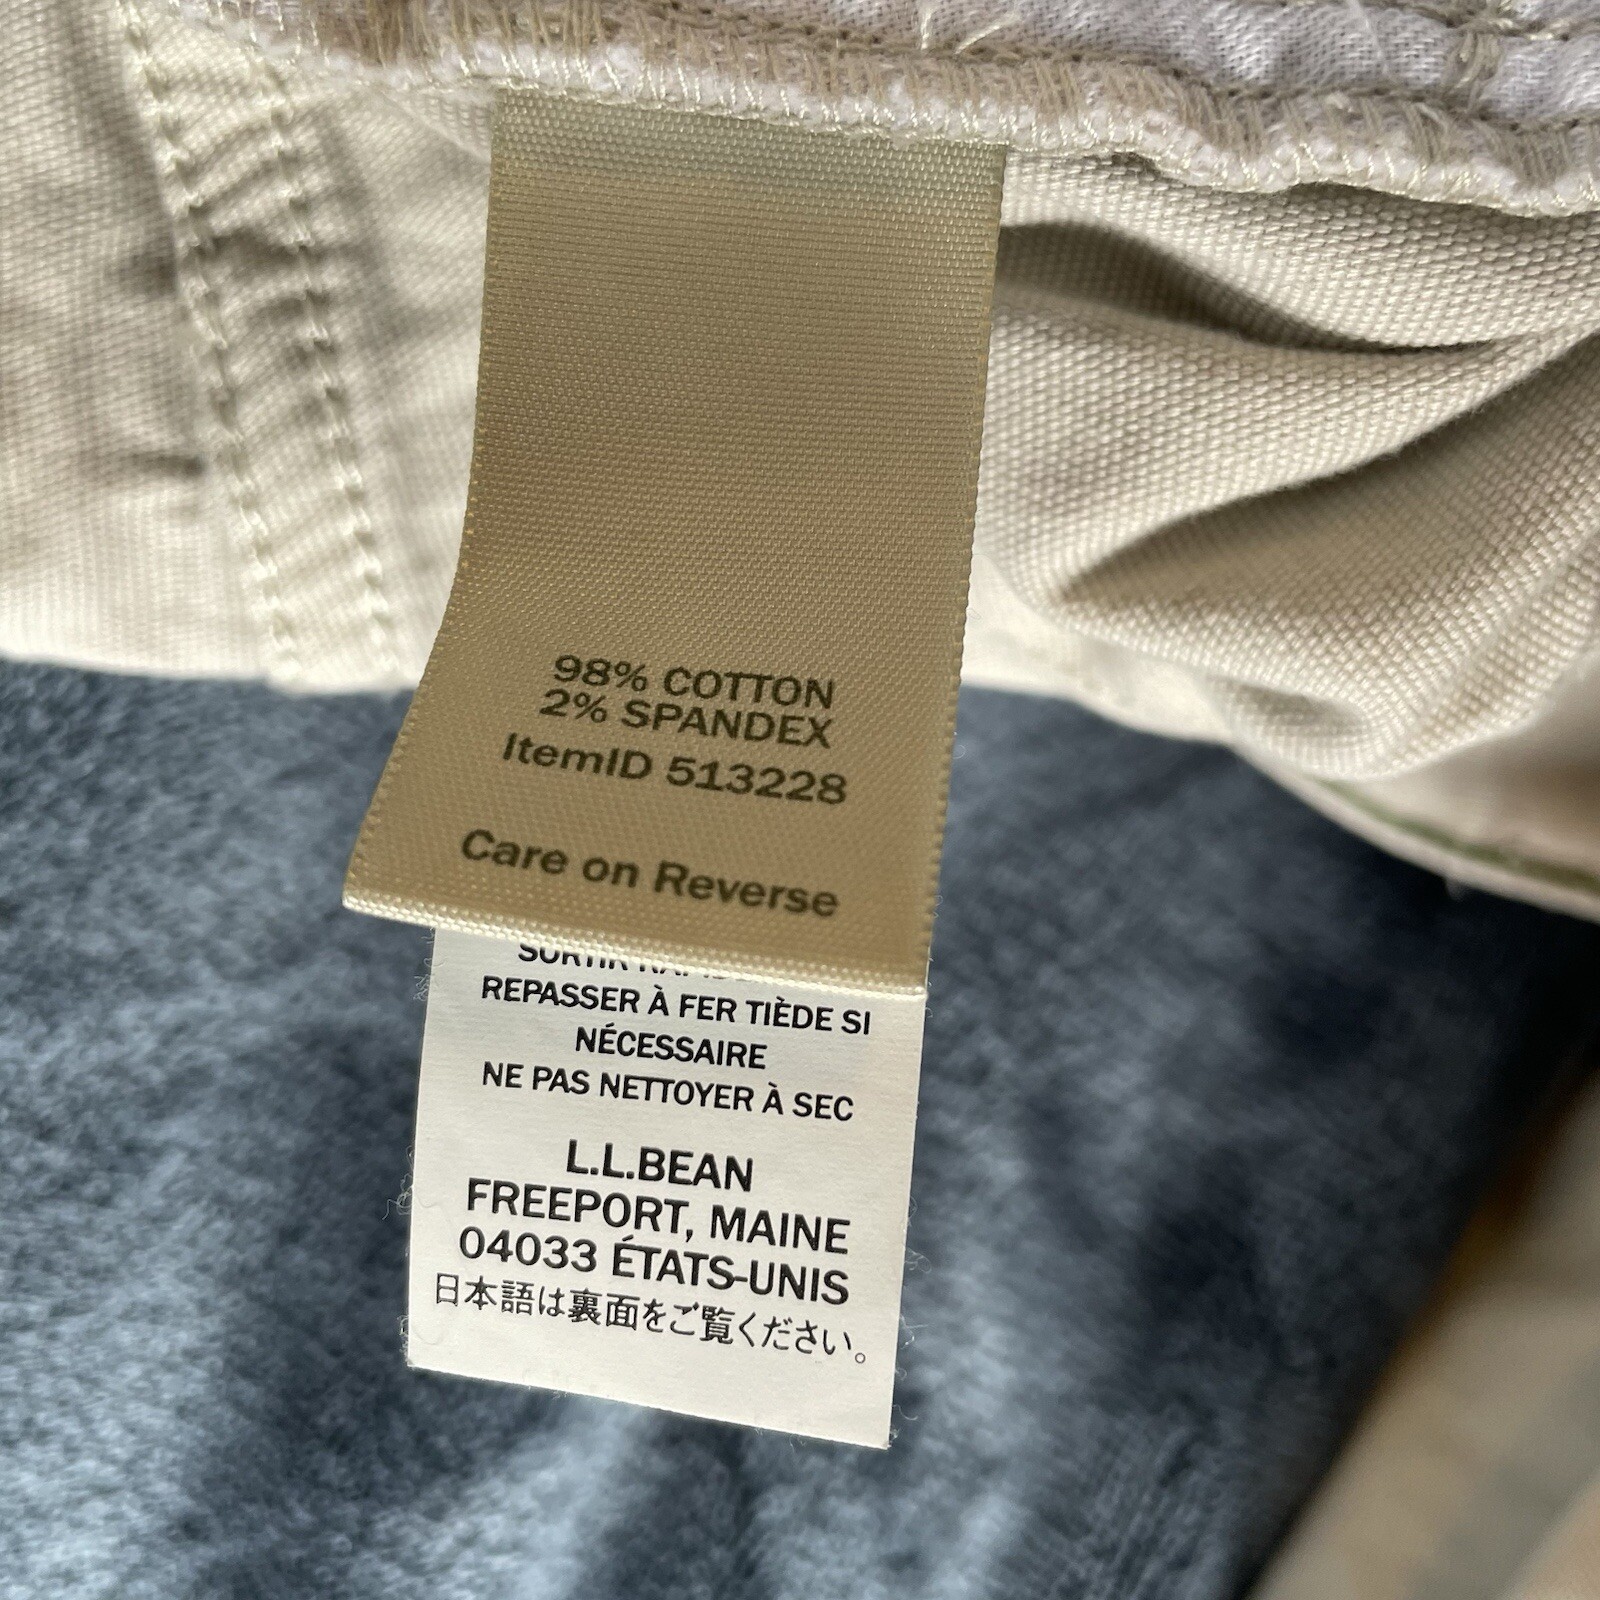 98% COTTON
2% SPANDEX
ItemID 513228
Care on Reverse
SORTIR
REPASSER À FER TIÈDE SI
NÉCESSAIRE
NE PAS NETTOYER À SEC
L.L.BEAN
FREEPORT, MAINE
04033 ÉTATS-UNIS
日本語は裏面をご覧ください。